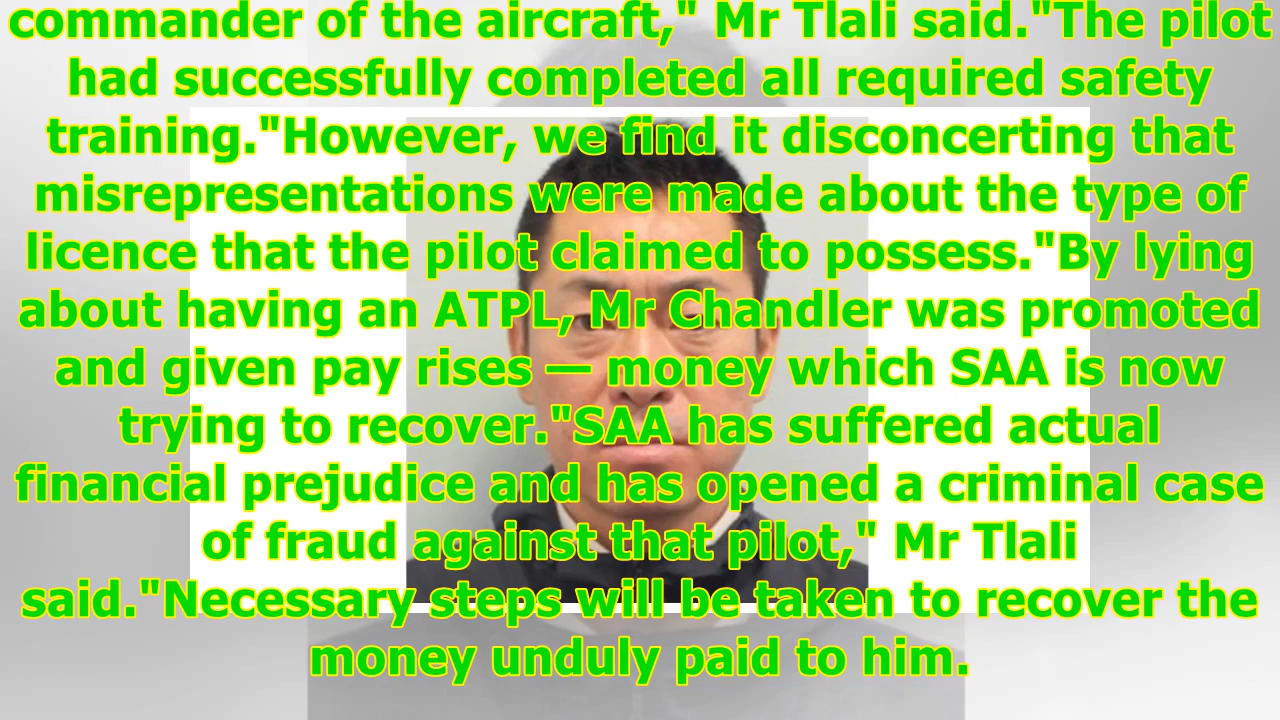 commander of the aircraft," Mr Tlali said."The pilot
had successfully completed all required safety
training."However, we find it disconcerting that
misrepresentations were made about the type of
licence that the pilot claimed to possess."By lying
about having an ATPL, Mr Chandler was promoted
and given pay rises — money which SAA is now
trying to recover."SAA has suffered actual
financial prejudice and has opened a criminal case
of fraud against that pilot," Mr Tlali
said."Necessary steps will be taken to recover the
money unduly paid to him.